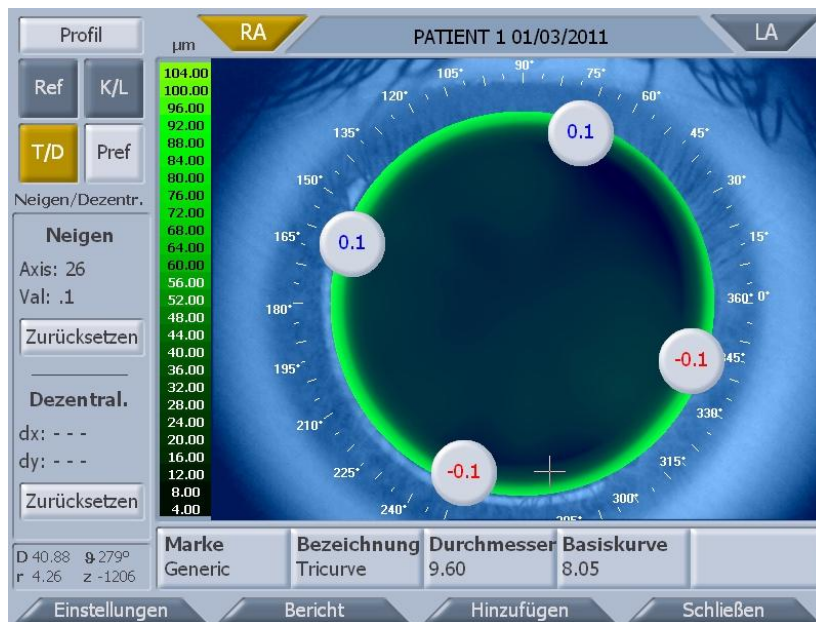 Profil
µm
RA
PATIENT 1 01/03/2011
LA
Ref
K/L
T/D
Pref
Neigen/Dezentr.
Neigen
Axis: 26
Val: .1
Zurücksetzen
Dezentral.
dx: - - -
dy: - - -
Zurücksetzen
D 40.88 ϑ 279°
r 4.26 z -1206
104.00
100.00
96.00
92.00
88.00
84.00
80.00
76.00
72.00
68.00
64.00
60.00
56.00
52.00
48.00
44.00
40.00
36.00
32.00
28.00
24.00
20.00
16.00
12.00
8.00
4.00
105°
90°
75°
120°
60°
135°
45°
150°
30°
165°
15°
180°
360° 0°
195°
345°
210°
330°
225°
315°
240°
300°
285°
0.1
0.1
-0.1
-0.1
Marke
Generic
Bezeichnung
Tricurve
Durchmesser
9.60
Basiskurve
8.05
Einstellungen
Bericht
Hinzufügen
Schließen